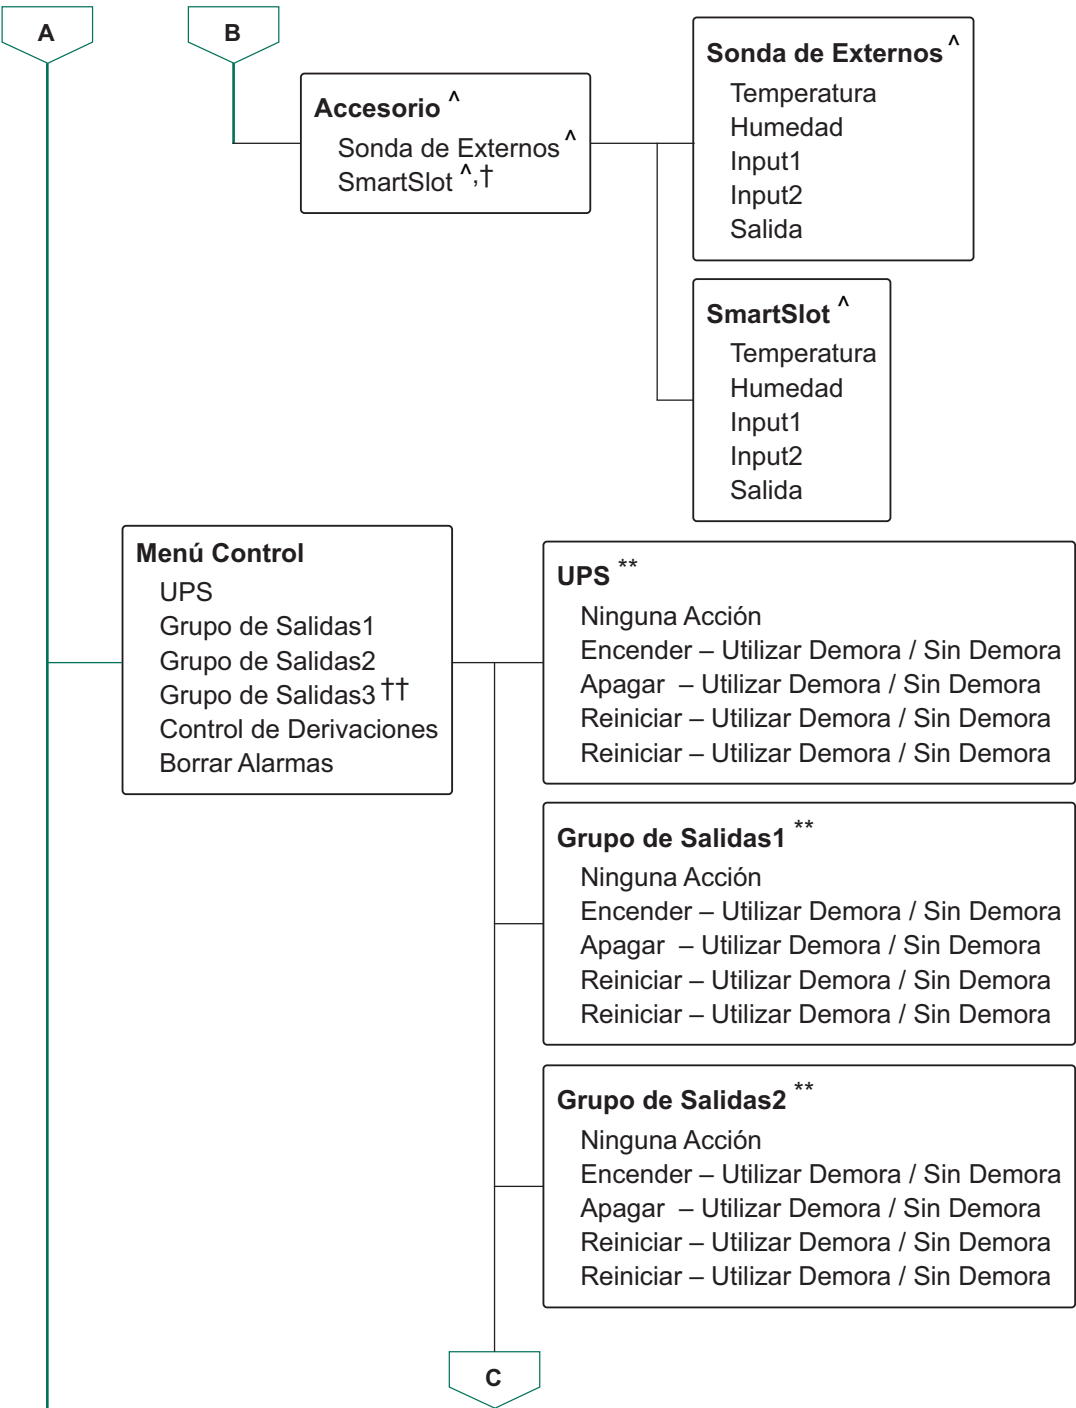 A
B
Accesorio ^
Sonda de Externos ^
SmartSlot ^,†
Sonda de Externos ^
Temperatura
Humedad
Input1
Input2
Salida
SmartSlot ^
Temperatura
Humedad
Input1
Input2
Salida
Menú Control
UPS
Grupo de Salidas1
Grupo de Salidas2
Grupo de Salidas3 ††
Control de Derivaciones
Borrar Alarmas
UPS **
Ninguna Acción
Encender – Utilizar Demora / Sin Demora
Apagar – Utilizar Demora / Sin Demora
Reiniciar – Utilizar Demora / Sin Demora
Reiniciar – Utilizar Demora / Sin Demora
Grupo de Salidas1 **
Ninguna Acción
Encender – Utilizar Demora / Sin Demora
Apagar – Utilizar Demora / Sin Demora
Reiniciar – Utilizar Demora / Sin Demora
Reiniciar – Utilizar Demora / Sin Demora
Grupo de Salidas2 **
Ninguna Acción
Encender – Utilizar Demora / Sin Demora
Apagar – Utilizar Demora / Sin Demora
Reiniciar – Utilizar Demora / Sin Demora
Reiniciar – Utilizar Demora / Sin Demora
C